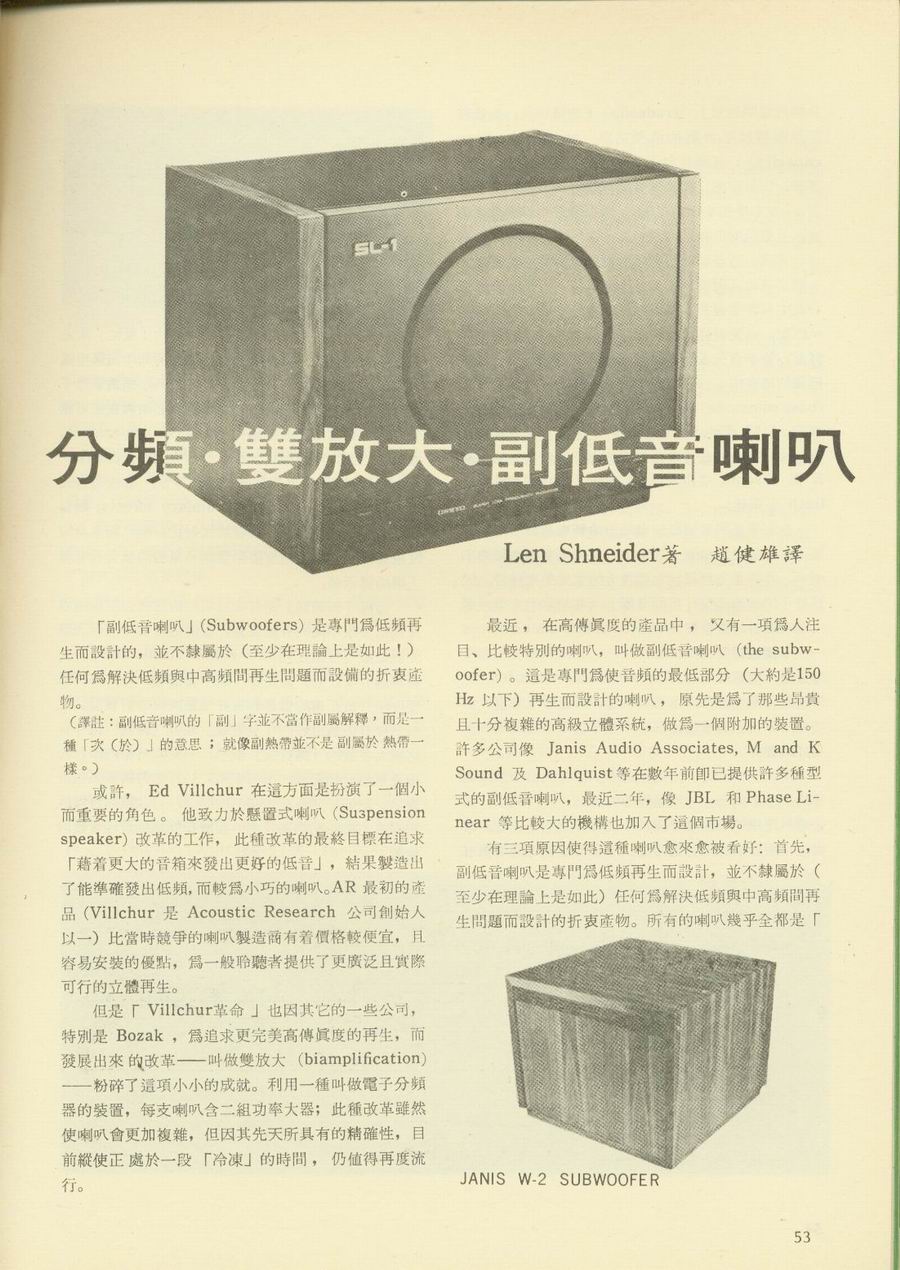 SL-1
分頻·雙放大·副低音喇叭
ONKYO
Len Shneider著 趙健雄譯
「副低音喇叭」(Subwoofers) 是專門爲低頻再
生而設計的，並不隸屬於（至少在理論上是如此！）
任何爲解決低頻與中高頻間再生問題而設備的折衷產
物。
（譯註：副低音喇叭的「副」字並不當作副屬解釋，而是一
種「次（於）」的意思；就像副熱帶並不是 副屬於 熱帶一
樣。）
或許， Ed Villchur 在這方面是扮演了一個小
而重要的角色。 他致力於懸置式喇叭 (Suspension
speaker) 改革的工作， 此種改革的最終目標在追求
「藉着更大的音箱來發出更好的低音」，結果製造出
了能準確發出低頻,而較爲小巧的喇叭。AR 最初的產
品 (Villchur 是 Acoustic Research 公司創始人
以一）比當時競爭的喇叭製造商有着價格較便宜，且
容易安裝的優點，爲一般聆聽者提供了更廣泛且實際
可行的立體再生。
但是「 Villchur革命 」也因其它的一些公司，
特別是 Bozak ，爲追求更完美高傳眞度的再生，而
發展出來 的改革——叫做雙放大 (biamplification)
——粉碎了這項小小的成就。利用一種叫做電子分頻
器的裝置，每支喇叭含二組功率大器；此種改革雖然
使喇叭會更加複雜，但因其先天所具有的精確性，目
前縱使正 處於一段 「冷凍」的時間， 仍值得再度流
行。
最近， 在高傳眞度的產品中， 又有一項爲人注
目、比較特別的喇叭，叫做副低音喇叭 (the subw-
oofer) 。這是專門爲使音頻的最低部分（大約是150
Hz 以下）再生而設計的喇叭， 原先是爲了那些昂貴
且十分複雜的高級立體系統，做爲一個附加的裝置。
許多公司像 Janis Audio Associates, M and K
Sound 及 Dahlquist等在數年前卽已提供許多種型
式的副低音喇叭，最近二年，像 JBL 和 Phase Li-
near 等比較大的機構也加入了這個市場。
有三項原因使得這種喇叭愈來愈被看好：首先，
副低音喇叭是專門爲低頻再生而設計，並不隸屬於（
至少在理論上是如此）任何爲解決低頻與中高頻間再
生問題而設計的折衷產物。所有的喇叭幾乎全都是「
JANIS W-2 SUBWOOFER
53